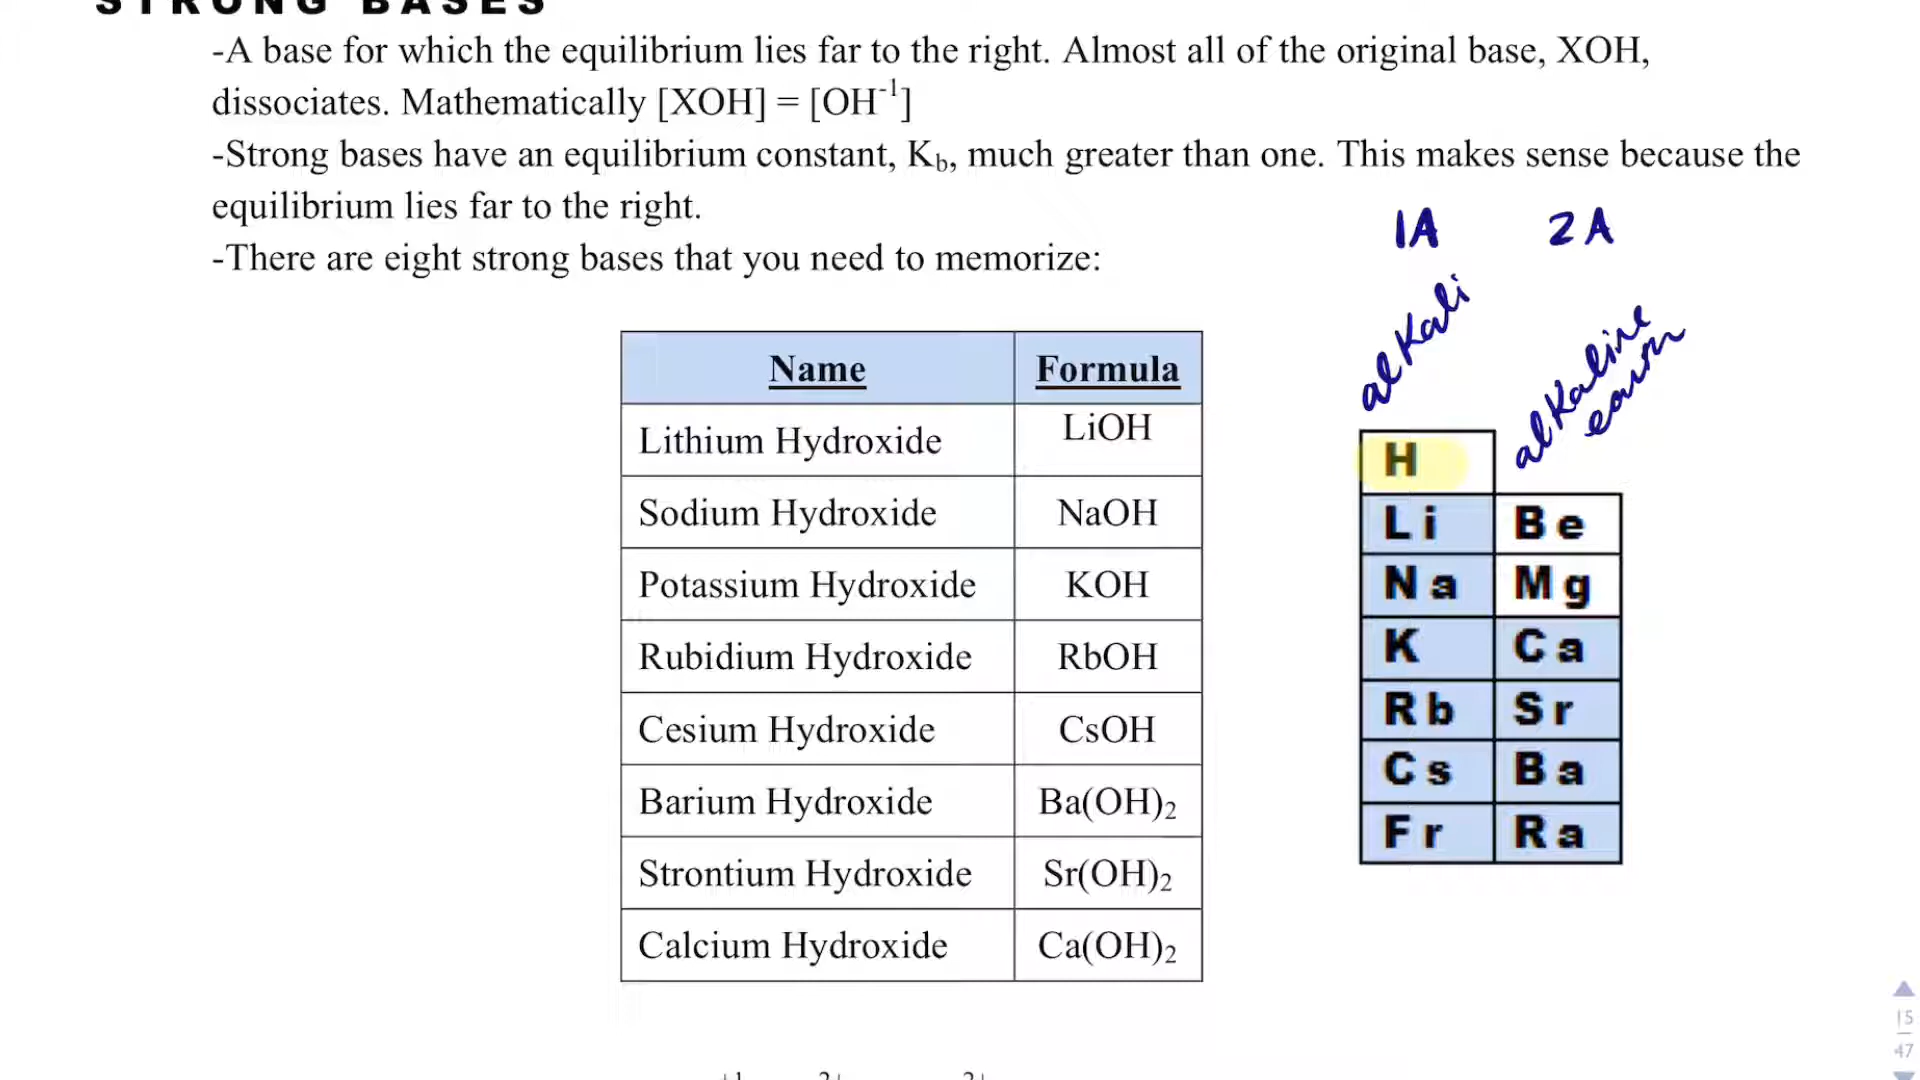 STRONG BASES
-A base for which the equilibrium lies far to the right. Almost all of the original base, XOH,
dissociates. Mathematically [XOH] = [OH⁻¹]
-Strong bases have an equilibrium constant, K_b, much greater than one. This makes sense because the
equilibrium lies far to the right.
-There are eight strong bases that you need to memorize:
1A 2A
alkali alkaline
earth
Name Formula
Lithium Hydroxide LiOH
Sodium Hydroxide NaOH
Potassium Hydroxide KOH
Rubidium Hydroxide RbOH
Cesium Hydroxide CsOH
Barium Hydroxide Ba(OH)₂
Strontium Hydroxide Sr(OH)₂
Calcium Hydroxide Ca(OH)₂
H
Li Be
Na Mg
K Ca
Rb Sr
Cs Ba
Fr Ra
15
47